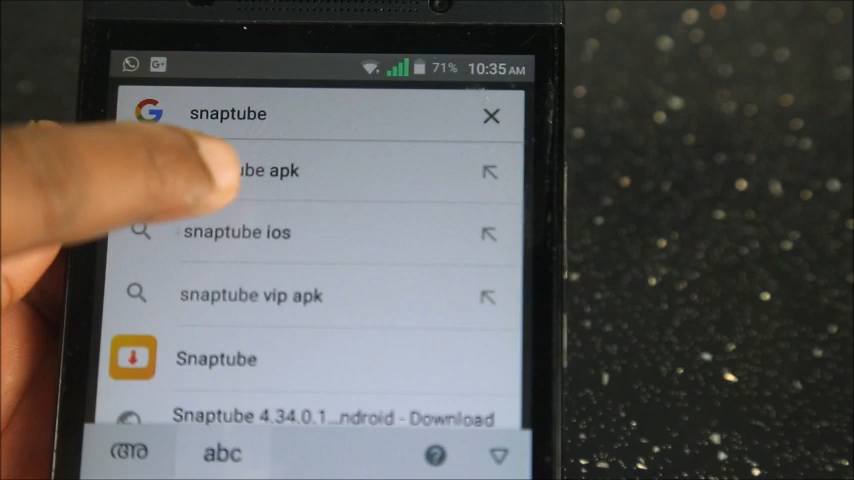 71% 10:35 AM
snaptube
ube apk
snaptube ios
snaptube vip apk
Snaptube
Snaptube 4.34.0.1...ndroid - Download
അ abc ?